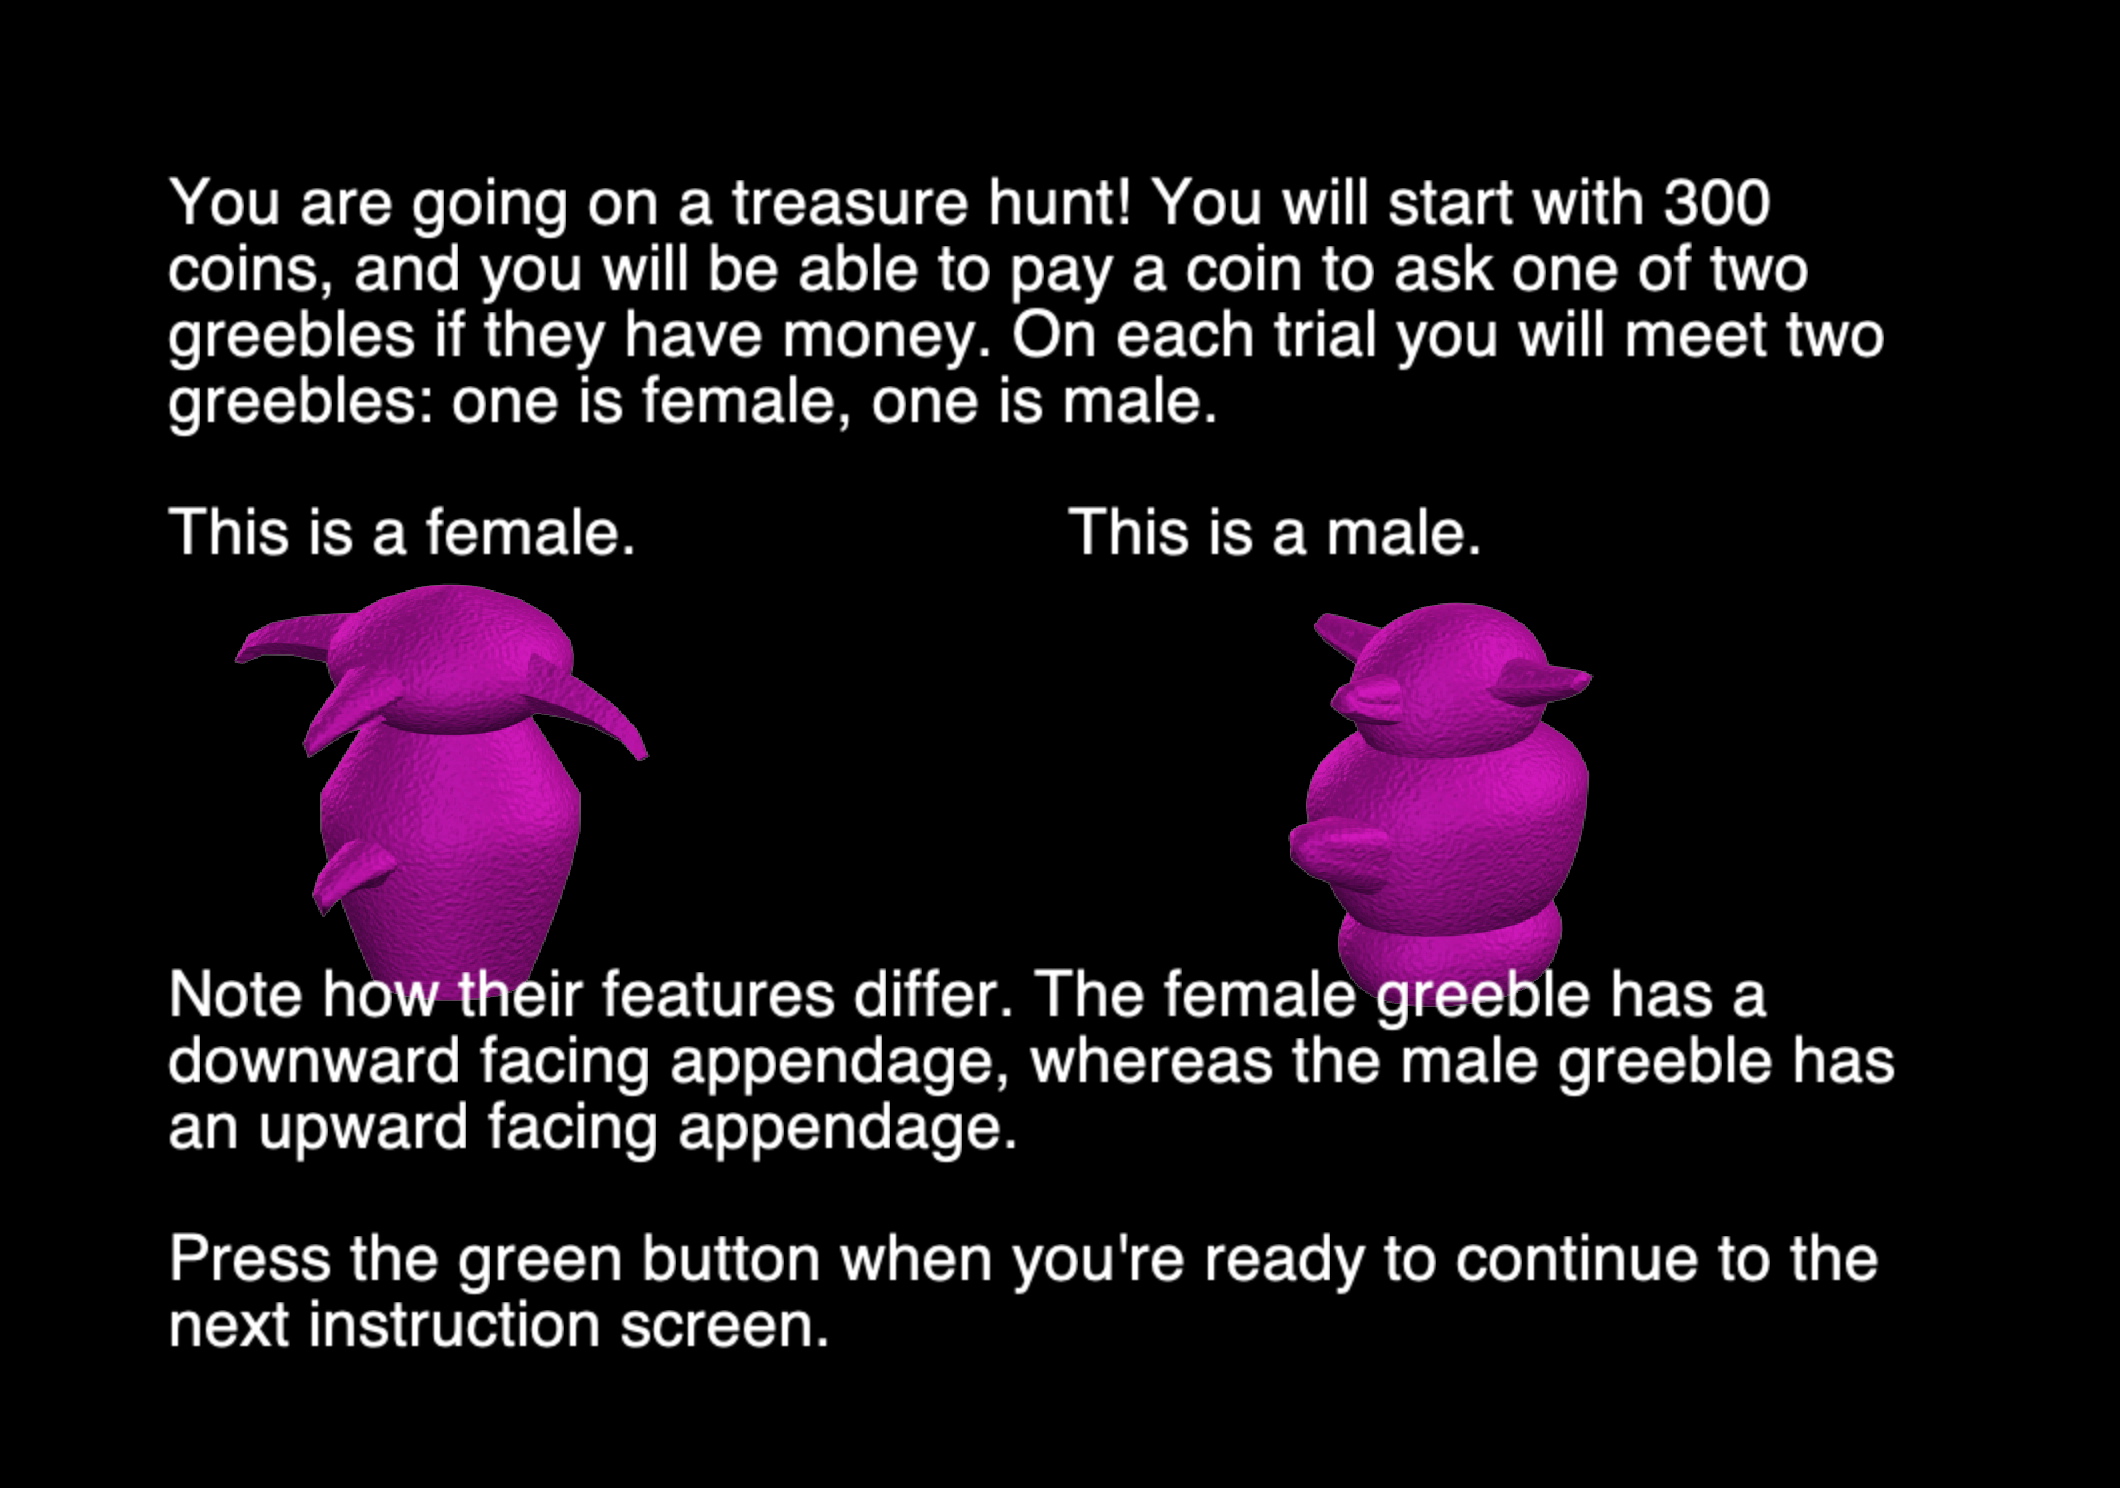 You are going on a treasure hunt! You will start with 300
coins, and you will be able to pay a coin to ask one of two
greebles if they have money. On each trial you will meet two
greebles: one is female, one is male.
This is a female.
This is a male.
Note how their features differ. The female greeble has a
downward facing appendage, whereas the male greeble has
an upward facing appendage.
Press the green button when you're ready to continue to the
next instruction screen.